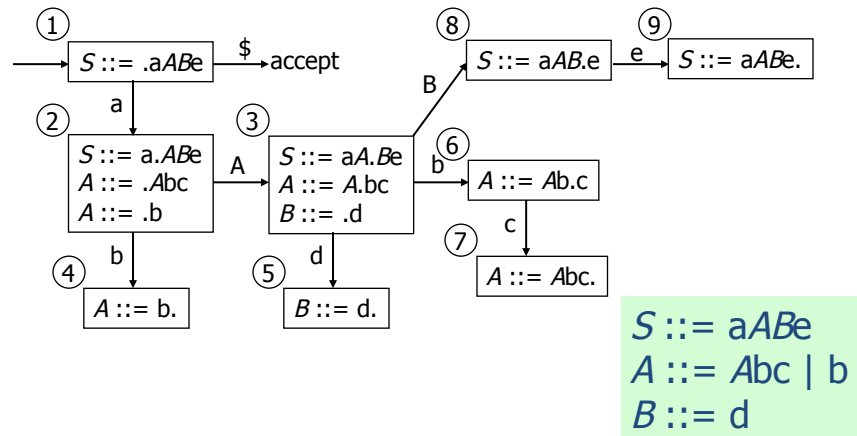 1
S ::= .aABe
$
accept
a
2
S ::= a.ABe
A ::= .Abc
A ::= .b
A
3
S ::= aA.Be
A ::= A.bc
B ::= .d
B
8
S ::= aAB.e
e
9
S ::= aABe.
b
6
A ::= Ab.c
c
7
A ::= Abc.
b
4
A ::= b.
d
5
B ::= d.
S ::= aABe
A ::= Abc | b
B ::= d